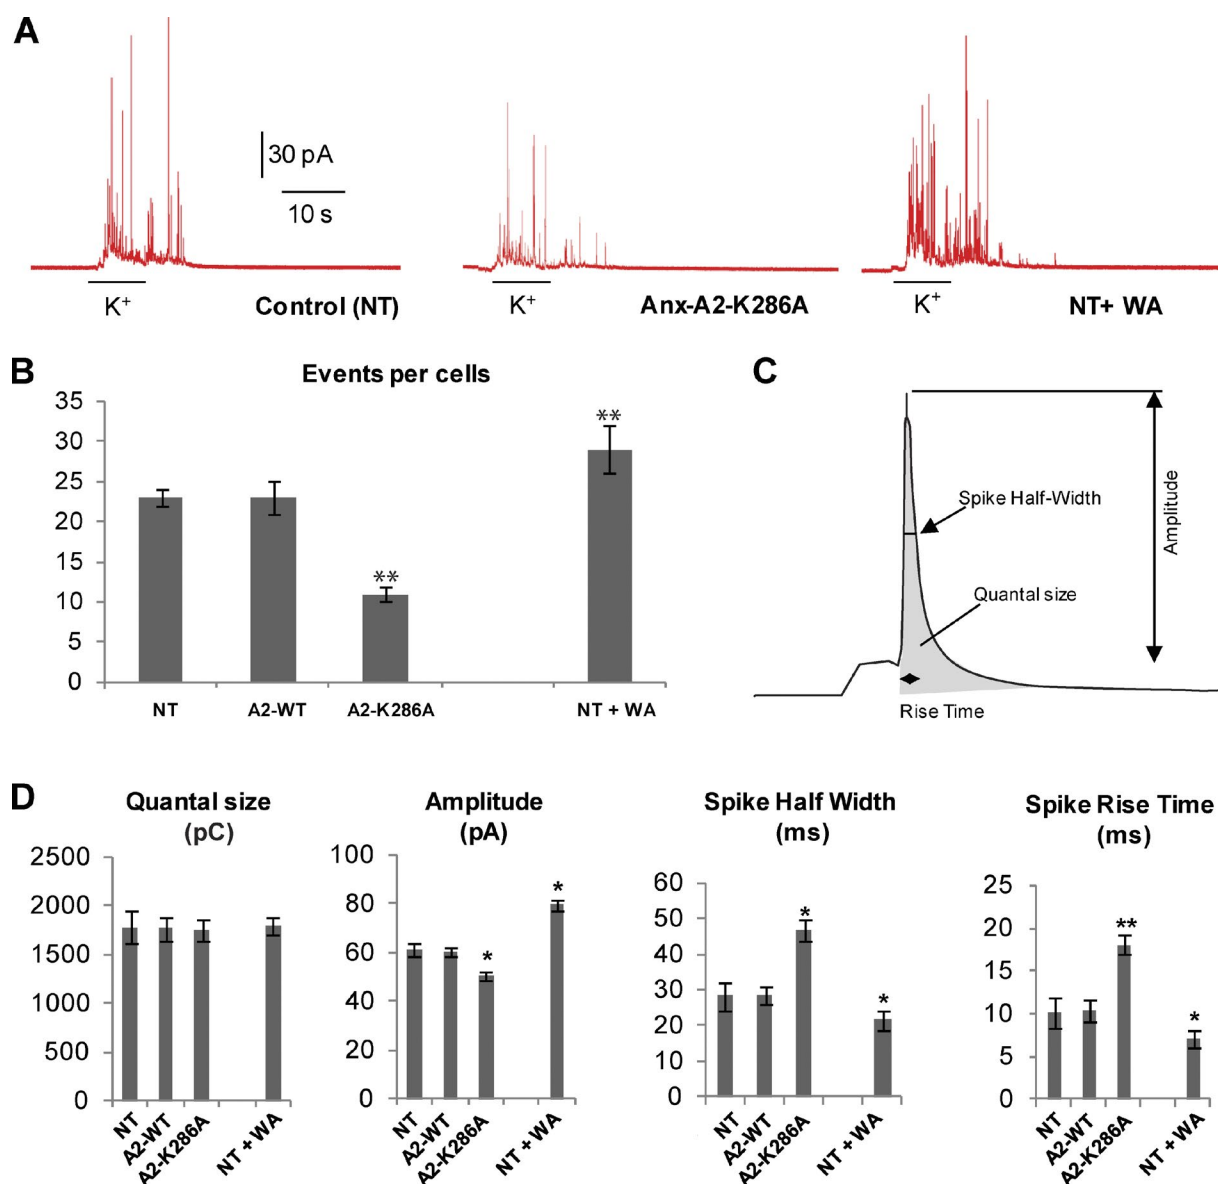 A
30 pA
10 s
K+
Control (NT)
K+
Anx-A2-K286A
K+
NT+ WA
B
Events per cells
35
30
25
20
15
10
5
0
**
**
NT
A2-WT
A2-K286A
NT + WA
C
Spike Half-Width
Quantal size
Amplitude
Rise Time
D
Quantal size
(pC)
2500
2000
1500
1000
500
0
NT
A2-WT
A2-K286A
NT + WA
Amplitude
(pA)
100
80
60
40
20
0
*
*
NT
A2-WT
A2-K286A
NT + WA
Spike Half Width
(ms)
60
50
40
30
20
10
0
*
*
NT
A2-WT
A2-K286A
NT + WA
Spike Rise Time
(ms)
25
20
15
10
5
0
**
*
NT
A2-WT
A2-K286A
NT + WA